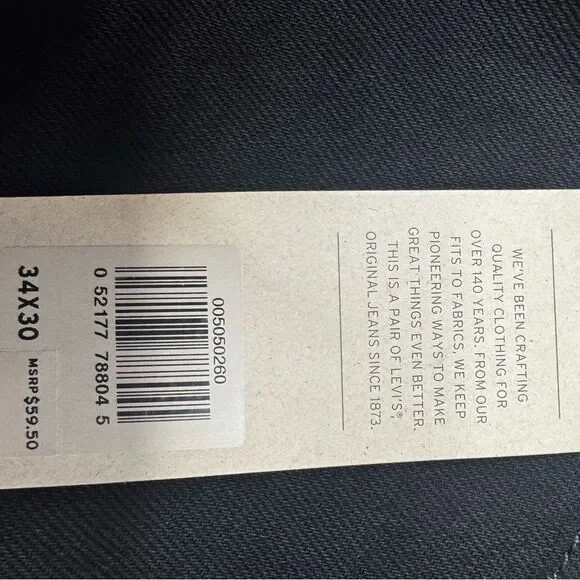 WE'VE BEEN CRAFTING
QUALITY CLOTHING FOR
OVER 140 YEARS. FROM OUR
FITS TO FABRICS, WE KEEP
PIONEERING WAYS TO MAKE
GREAT THINGS EVEN BETTER.
THIS IS A PAIR OF LEVI'S®
ORIGINAL JEANS SINCE 1873.
005050260
0 52177 78804 5
34X30 MSRP $59.50